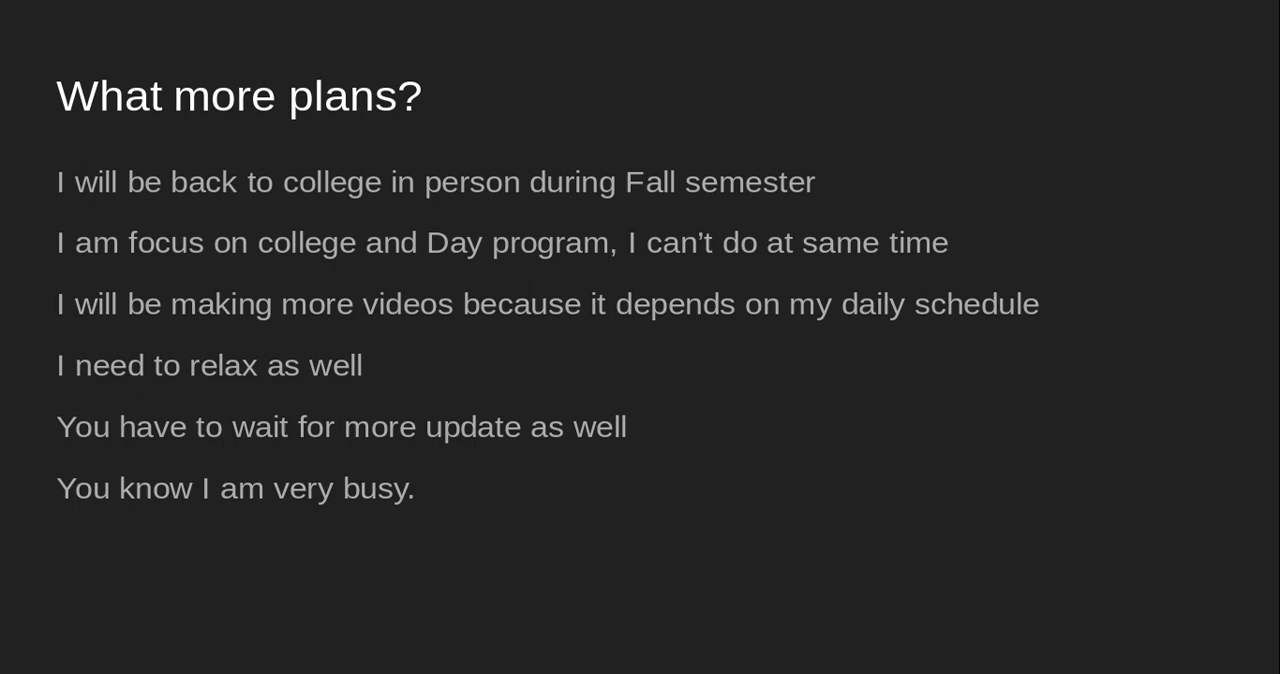 What more plans?
I will be back to college in person during Fall semester
I am focus on college and Day program, I can’t do at same time
I will be making more videos because it depends on my daily schedule
I need to relax as well
You have to wait for more update as well
You know I am very busy.